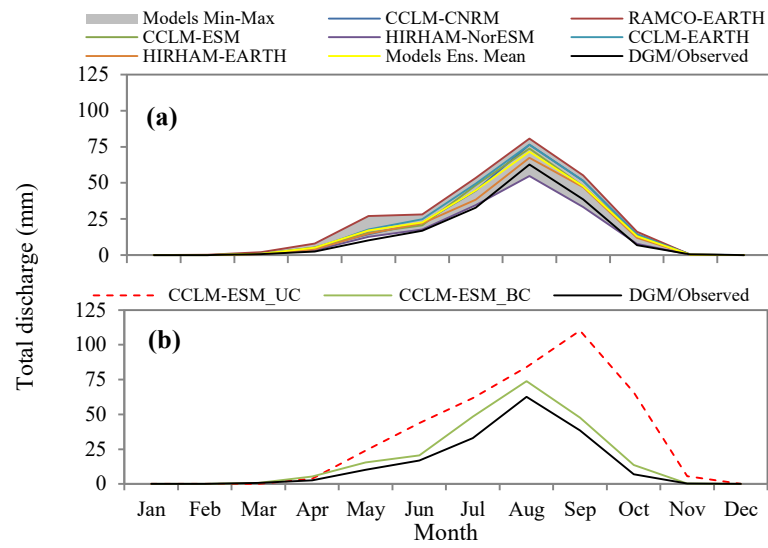 Models Min-Max CCLM-CNRM RAMCO-EARTH
CCLM-ESM HIRHAM-NorESM CCLM-EARTH
HIRHAM-EARTH Models Ens. Mean DGM/Observed
125
100
75
50
25
0
(a)
Total discharge (mm)
CCLM-ESM_UC CCLM-ESM_BC DGM/Observed
125
100
75
50
25
0
(b)
Jan Feb Mar Apr May Jun Jul Aug Sep Oct Nov Dec
Month